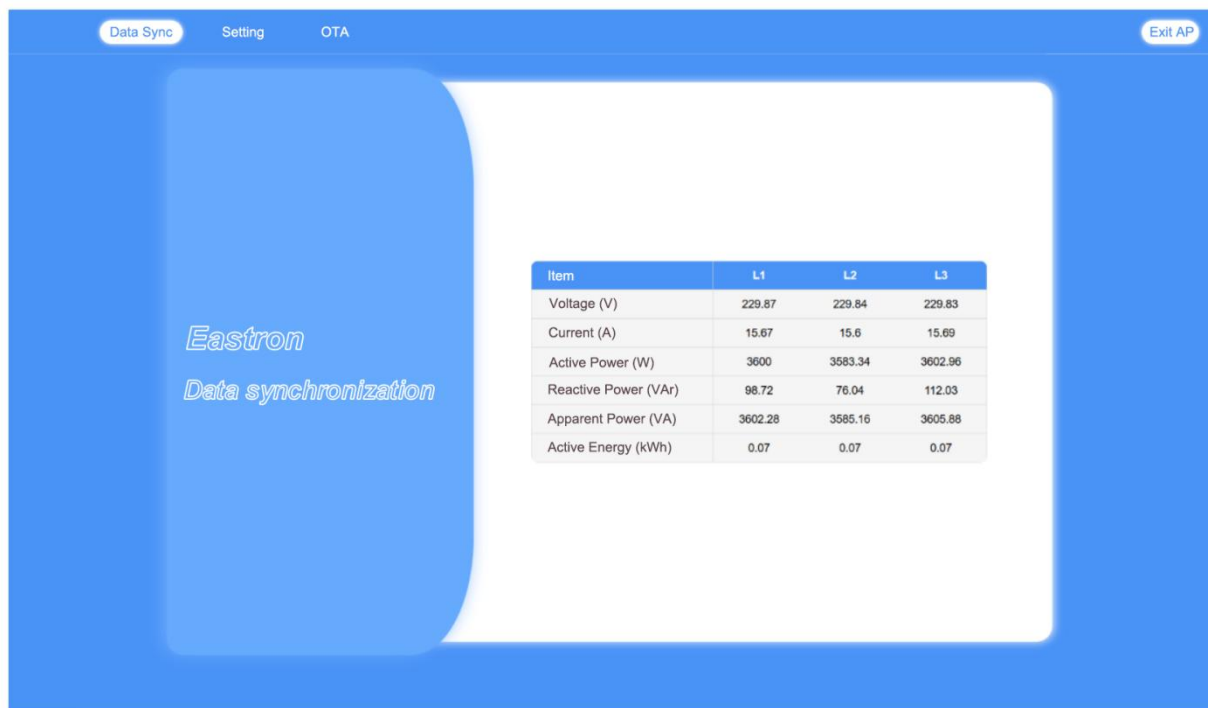 Data Sync Setting OTA Exit AP
Eastron
Data synchronization
Item L1 L2 L3
Voltage (V) 229.87 229.84 229.83
Current (A) 15.67 15.6 15.69
Active Power (W) 3600 3583.34 3602.96
Reactive Power (VAr) 98.72 76.04 112.03
Apparent Power (VA) 3602.28 3585.16 3605.88
Active Energy (kWh) 0.07 0.07 0.07